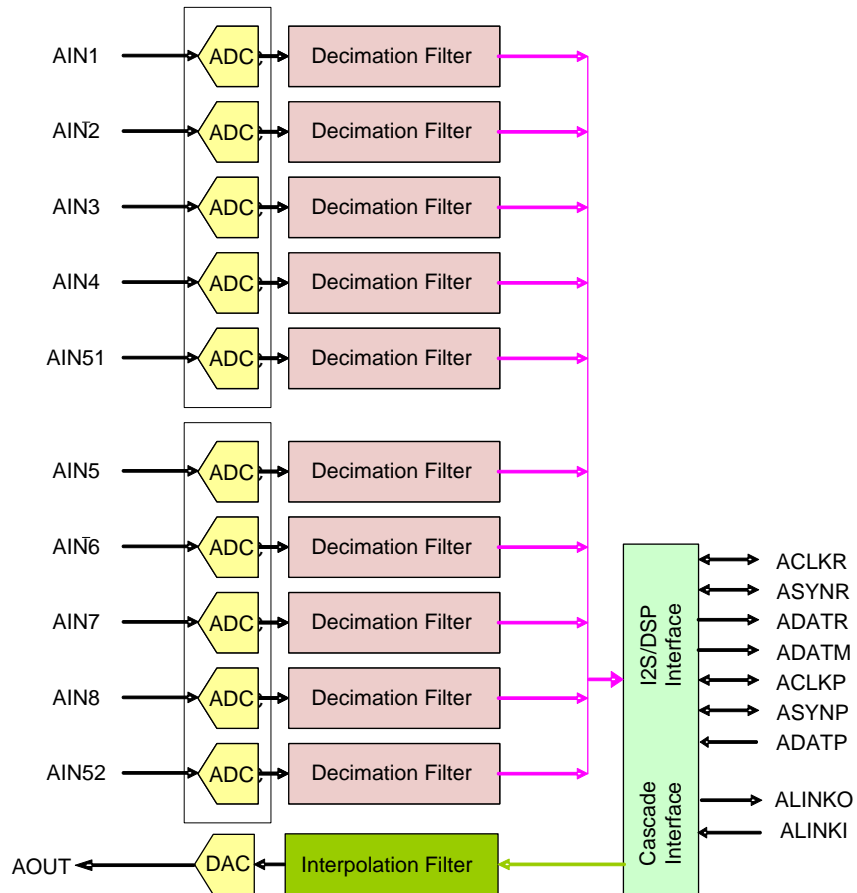 AIN1
ADC
Decimation Filter
AIN2
ADC
Decimation Filter
AIN3
ADC
Decimation Filter
AIN4
ADC
Decimation Filter
AIN51
ADC
Decimation Filter
AIN5
ADC
Decimation Filter
AIN6
ADC
Decimation Filter
AIN7
ADC
Decimation Filter
AIN8
ADC
Decimation Filter
AIN52
ADC
Decimation Filter
I2S/DSP
Interface
Cascade
Interface
ACLKR
ASYNR
ADATR
ADATM
ACLKP
ASYNP
ADATP
ALINKO
ALINKI
AOUT
DAC
Interpolation Filter